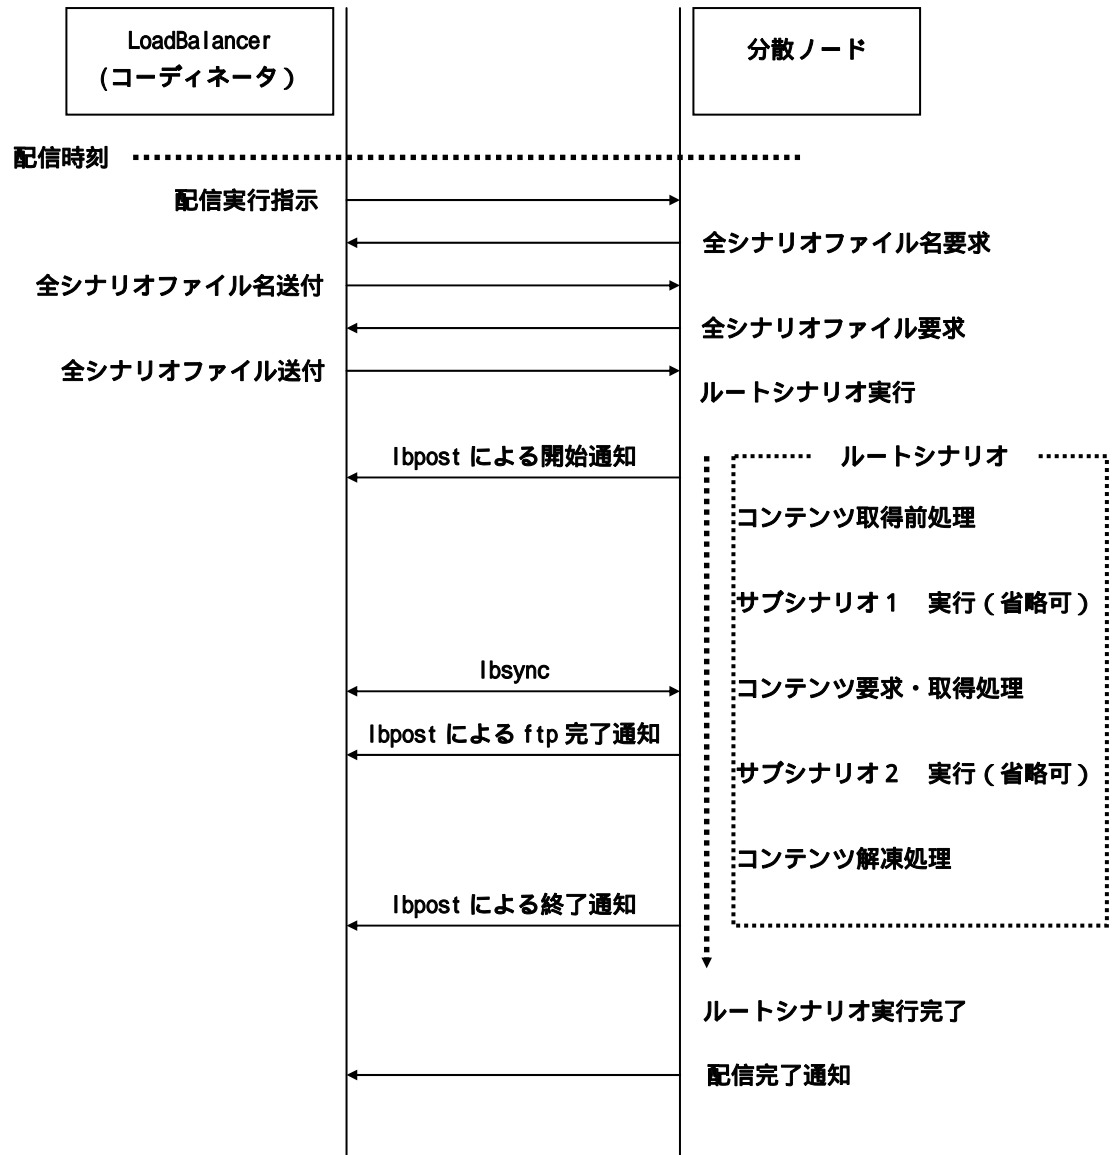 LoadBalancer
(コーディネータ)
分散ノード
配信時刻
配信実行指示
全シナリオファイル名要求
全シナリオファイル名送付
全シナリオファイル要求
全シナリオファイル送付
ルートシナリオ実行
lbpost による開始通知
ルートシナリオ
コンテンツ取得前処理
サブシナリオ1 実行(省略可)
lbsync
コンテンツ要求・取得処理
lbpost による ftp 完了通知
サブシナリオ2 実行(省略可)
コンテンツ解凍処理
lbpost による終了通知
ルートシナリオ実行完了
配信完了通知